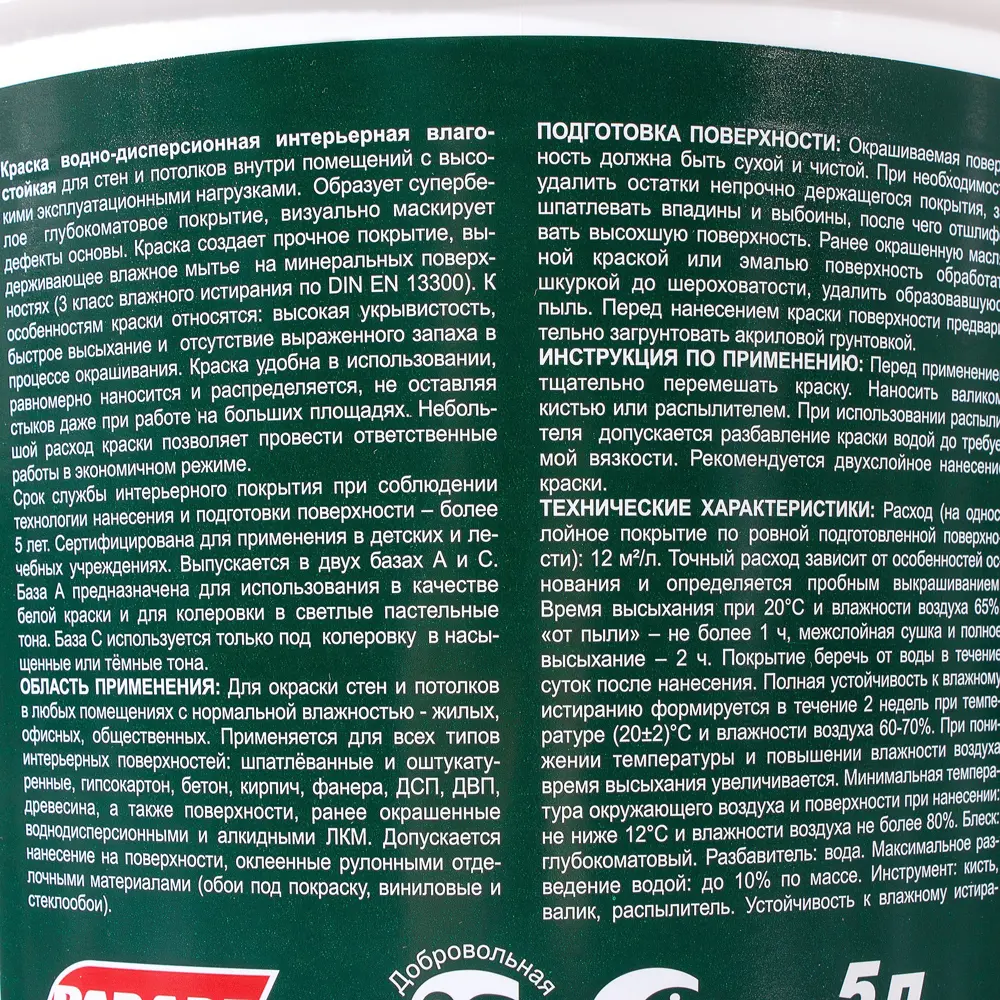 Краска водно-дисперсионная интерьерная влаго-
стойкая для стен и потолков внутри помещений с высо-
кими эксплуатационными нагрузками. Образует супербе-
лое глубокоматовое покрытие, визуально маскирует
дефекты основы. Краска создает прочное покрытие, вы-
держивающее влажное мытье на минеральных поверх-
ностях (3 класс влажного истирания по DIN EN 13300). К
особенностям краски относятся: высокая укрывистость,
быстрое высыхание и отсутствие выраженного запаха в
процессе окрашивания. Краска удобна в использовании,
равномерно наносится и распределяется, не оставляя
стыков даже при работе на больших площадях. Неболь-
шой расход краски позволяет провести ответственные
работы в экономичном режиме.
Срок службы интерьерного покрытия при соблюдении
технологии нанесения и подготовки поверхности – более
5 лет. Сертифицирована для применения в детских и ле-
чебных учреждениях. Выпускается в двух базах А и С.
База А предназначена для использования в качестве
белой краски и для колеровки в светлые пастельные
тона. База С используется только под колеровку в насы-
щенные или тёмные тона.
ОБЛАСТЬ ПРИМЕНЕНИЯ: Для окраски стен и потолков
в любых помещениях с нормальной влажностью - жилых,
офисных, общественных. Применяется для всех типов
интерьерных поверхностей: шпатлёванные и оштукату-
ренные, гипсокартон, бетон, кирпич, фанера, ДСП, ДВП,
древесина, а также поверхности, ранее окрашенные
воднодисперсионными и алкидными ЛКМ. Допускается
нанесение на поверхности, оклеенные рулонными отде-
лочными материалами (обои под покраску, виниловые и
стеклообои).
ПОДГОТОВКА ПОВЕРХНОСТИ: Окрашиваемая повер
ность должна быть сухой и чистой. При необходимос
удалить остатки непрочно держащегося покрытия, з
шпатлевать впадины и выбоины, после чего отшлиф
вать высохшую поверхность. Ранее окрашенную масл
ной краской или эмалью поверхность обработат
шкуркой до шероховатости, удалить образовавшую
пыль. Перед нанесением краски поверхности предвар
тельно загрунтовать акриловой грунтовкой.
ИНСТРУКЦИЯ ПО ПРИМЕНЕНИЮ: Перед применение
тщательно перемешать краску. Наносить валиком
кистью или распылителем. При использовании распыли
теля допускается разбавление краски водой до требуе
мой вязкости. Рекомендуется двухслойное нанесени
краски.
ТЕХНИЧЕСКИЕ ХАРАКТЕРИСТИКИ: Расход (на однос
лойное покрытие по ровной подготовленной поверхно
сти): 12 м²/л. Точный расход зависит от особенностей ос
нования и определяется пробным выкрашиванием
Время высыхания при 20°С и влажности воздуха 65%
«от пыли» – не более 1 ч, межслойная сушка и полное
высыхание – 2 ч. Покрытие беречь от воды в течение
суток после нанесения. Полная устойчивость к влажному
истиранию формируется в течение 2 недель при темпе-
ратуре (20±2)°С и влажности воздуха 60-70%. При пони
жении температуры и повышении влажности воздуха
время высыхания увеличивается. Минимальная темпера-
тура окружающего воздуха и поверхности при нанесении:
не ниже 12°С и влажности воздуха не более 80%. Блеск:
глубокоматовый. Разбавитель: вода. Максимальное раз-
ведение водой: до 10% по массе. Инструмент: кисть,
валик, распылитель. Устойчивость к влажному истира-
Добровольная
5л